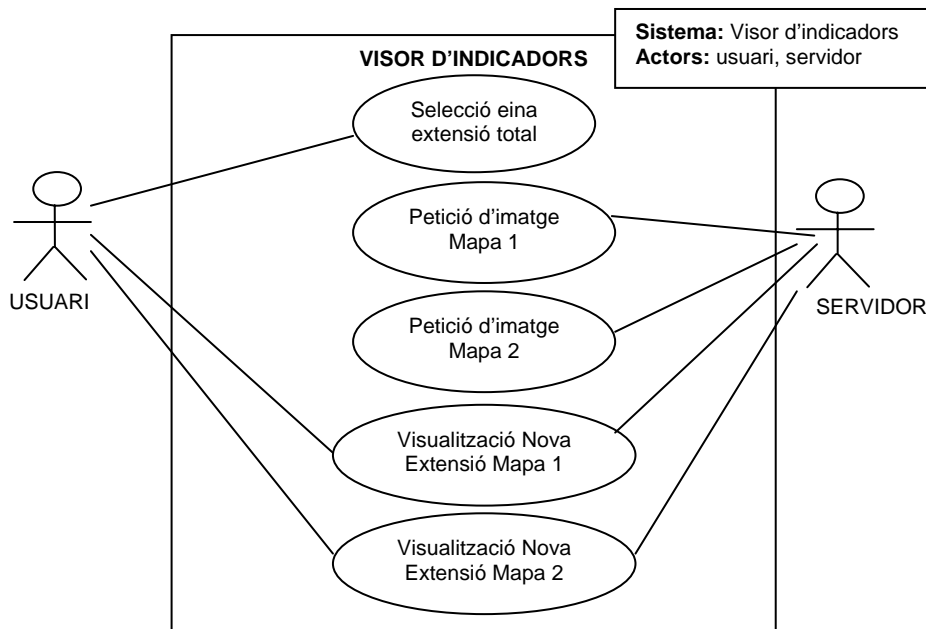 Sistema: Visor d’indicadors
Actors: usuari, servidor
VISOR D’INDICADORS
Selecció eina
extensió total
Petició d’imatge
Mapa 1
USUARI
SERVIDOR
Petició d’imatge
Mapa 2
Visualització Nova
Extensió Mapa 1
Visualització Nova
Extensió Mapa 2